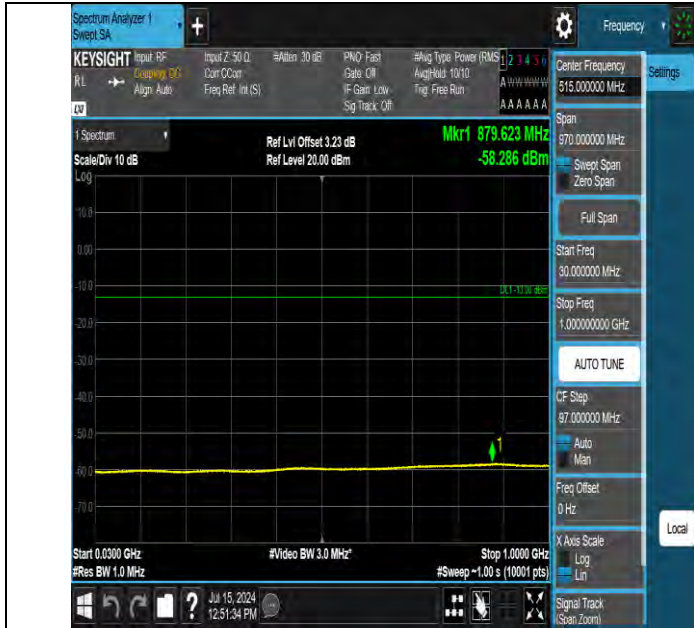 Spectrum Analyzer 1
Swept SA
Frequency
KEYSIGHT
RL
Input: RF
Coupling: DC
Align: Auto
Input Z: 50 Ω
Corr CCorr
Freq Ref: Int (S)
#Atten: 30 dB
PNO: Fast
Gate: Off
IF Gain: Low
Sig Track: Off
#Avg Type: Power (RMS
Avg|Hold: 10/10
Trig: Free Run
1 2 3 4 5 6
A W W W W W
A A A A A A
LXI
1 Spectrum
Scale/Div 10 dB
Ref Lvl Offset 3.23 dB
Ref Level 20.00 dBm
Mkr1 879.623 MHz
-58.286 dBm
Log
10.0
0.00
-10.0
DL1 -13.00 dBm
-20.0
-30.0
-40.0
-50.0
1
-60.0
-70.0
Start 0.0300 GHz
#Res BW 1.0 MHz
#Video BW 3.0 MHz*
Stop 1.0000 GHz
#Sweep ~1.00 s (10001 pts)
?
Jul 15, 2024
12:51:34 PM
Settings
Center Frequency
515.000000 MHz
Span
970.000000 MHz
Swept Span
Zero Span
Full Span
Start Freq
30.000000 MHz
Stop Freq
1.000000000 GHz
AUTO TUNE
CF Step
97.000000 MHz
Auto
Man
Freq Offset
0 Hz
X Axis Scale
Log
Lin
Signal Track
(Span Zoom)
Local